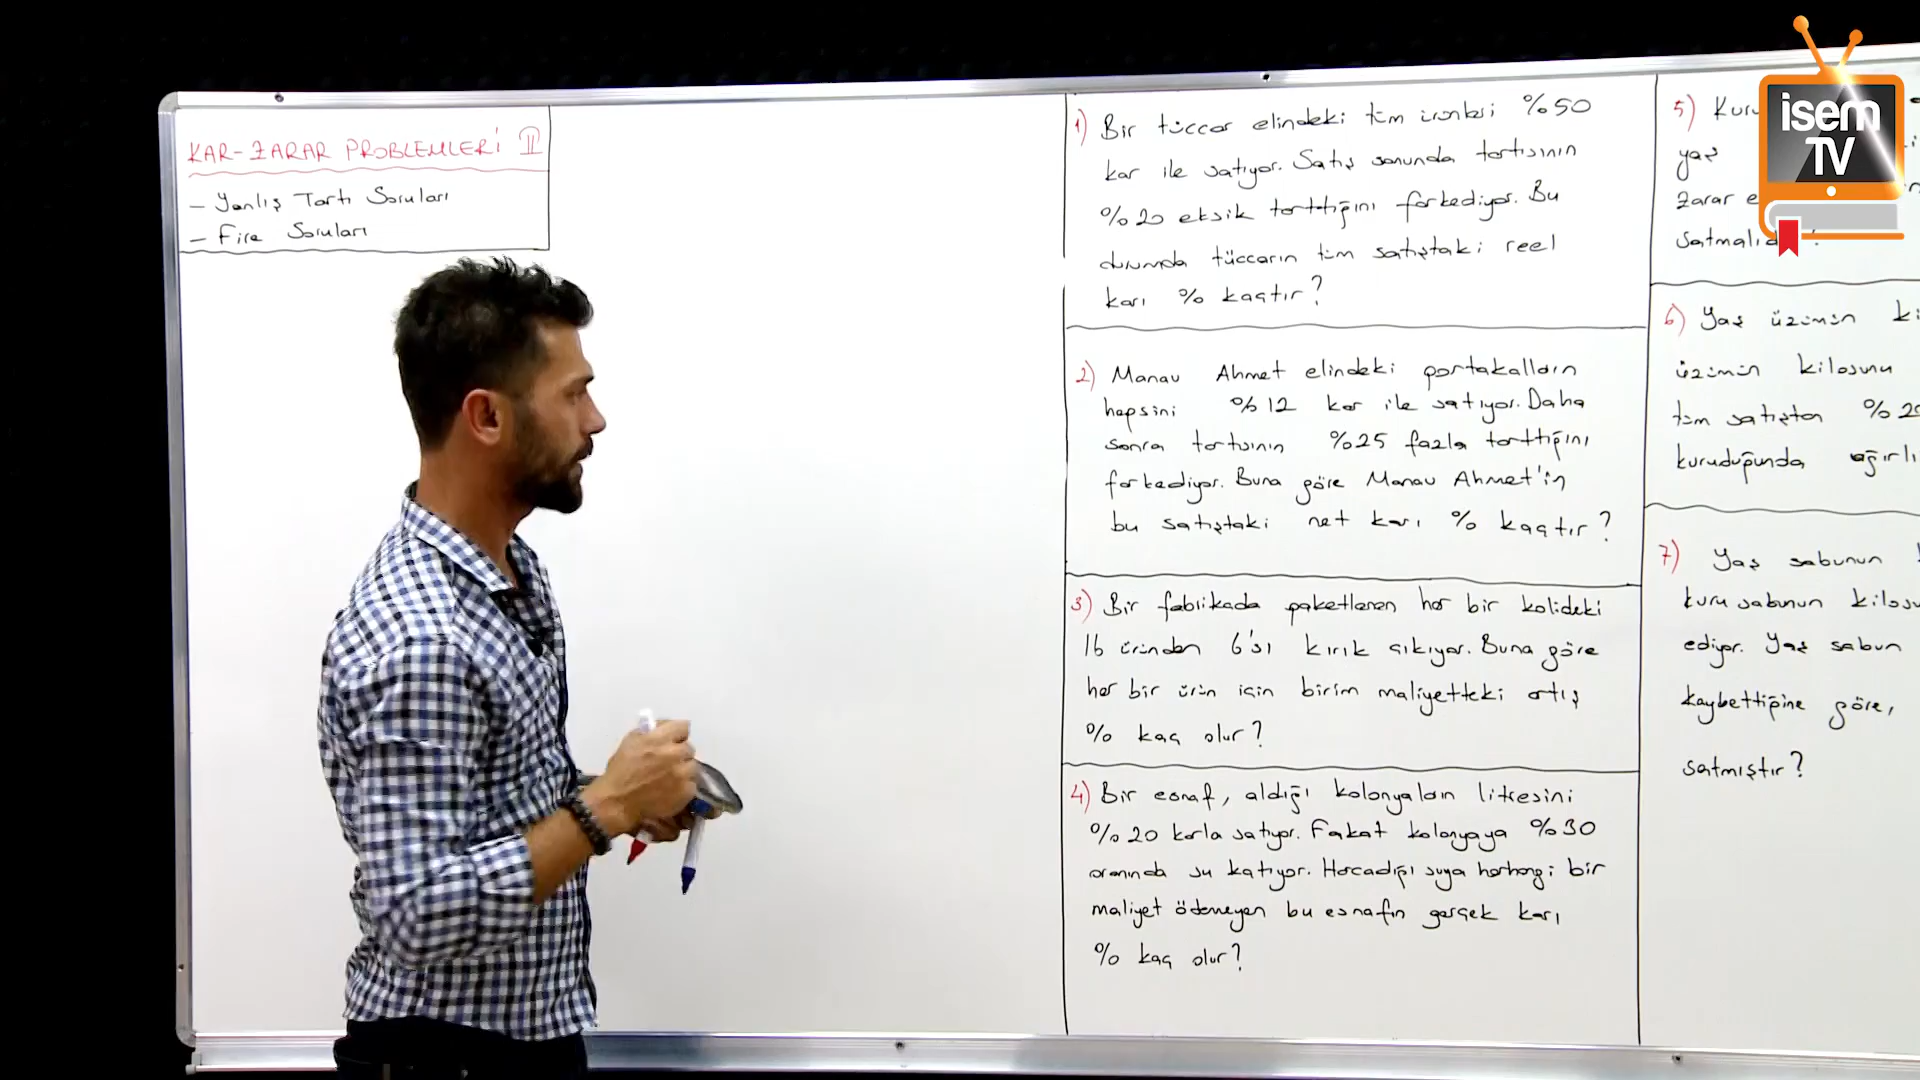 KAR-ZARAR PROBLEMLERİ II
- Yanlış Tartı Soruları
- Fire Soruları
1) Bir tüccar elindeki tüm ürünleri %50
kar ile satıyor. Satış sonunda tartısının
%20 eksik tarttığını farkediyor. Bu
durumda tüccarın tüm satıştaki reel
karı % kaçtır?
2) Manav Ahmet elindeki portakalların
hepsini %12 kar ile satıyor. Daha
sonra tartısının %25 fazla tarttığını
farkediyor. Buna göre Manav Ahmet'in
bu satıştaki net karı % kaçtır?
3) Bir fabrikada paketlenen her bir kolideki
16 üründen 6'sı kırık çıkıyor. Buna göre
her bir ürün için birim maliyetteki artış
% kaç olur?
4) Bir esnaf, aldığı kolonyaların litresini
%20 karla satıyor. Fakat kolonyaya %30
oranında su katıyor. Harcadığı suya herhangi bir
maliyet ödemeyen bu esnafın gerçek karı
% kaç olur?
5) Kuru
yaş
zarar e
satmalıd
6) Yaş üzümün ki
üzümün kilosunu
tüm satıştan %20
kuruduğunda ağırlı
7) Yaş sabunun
kuru sabunun kilosu
ediyor. Yaş sabun
kaybettiğine göre,
satmıştır?
isem
TV